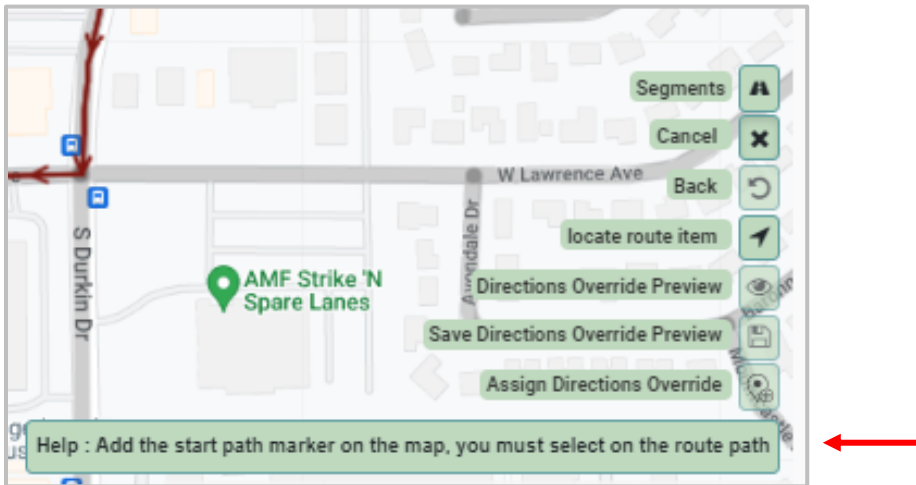 Segments
Cancel
W Lawrence Ave
Back
S Durkin Dr
Avondale Dr
locate route item
AMF Strike 'N
Spare Lanes
Directions Override Preview
Save Directions Override Preview
Assign Directions Override
Help : Add the start path marker on the map, you must select on the route path